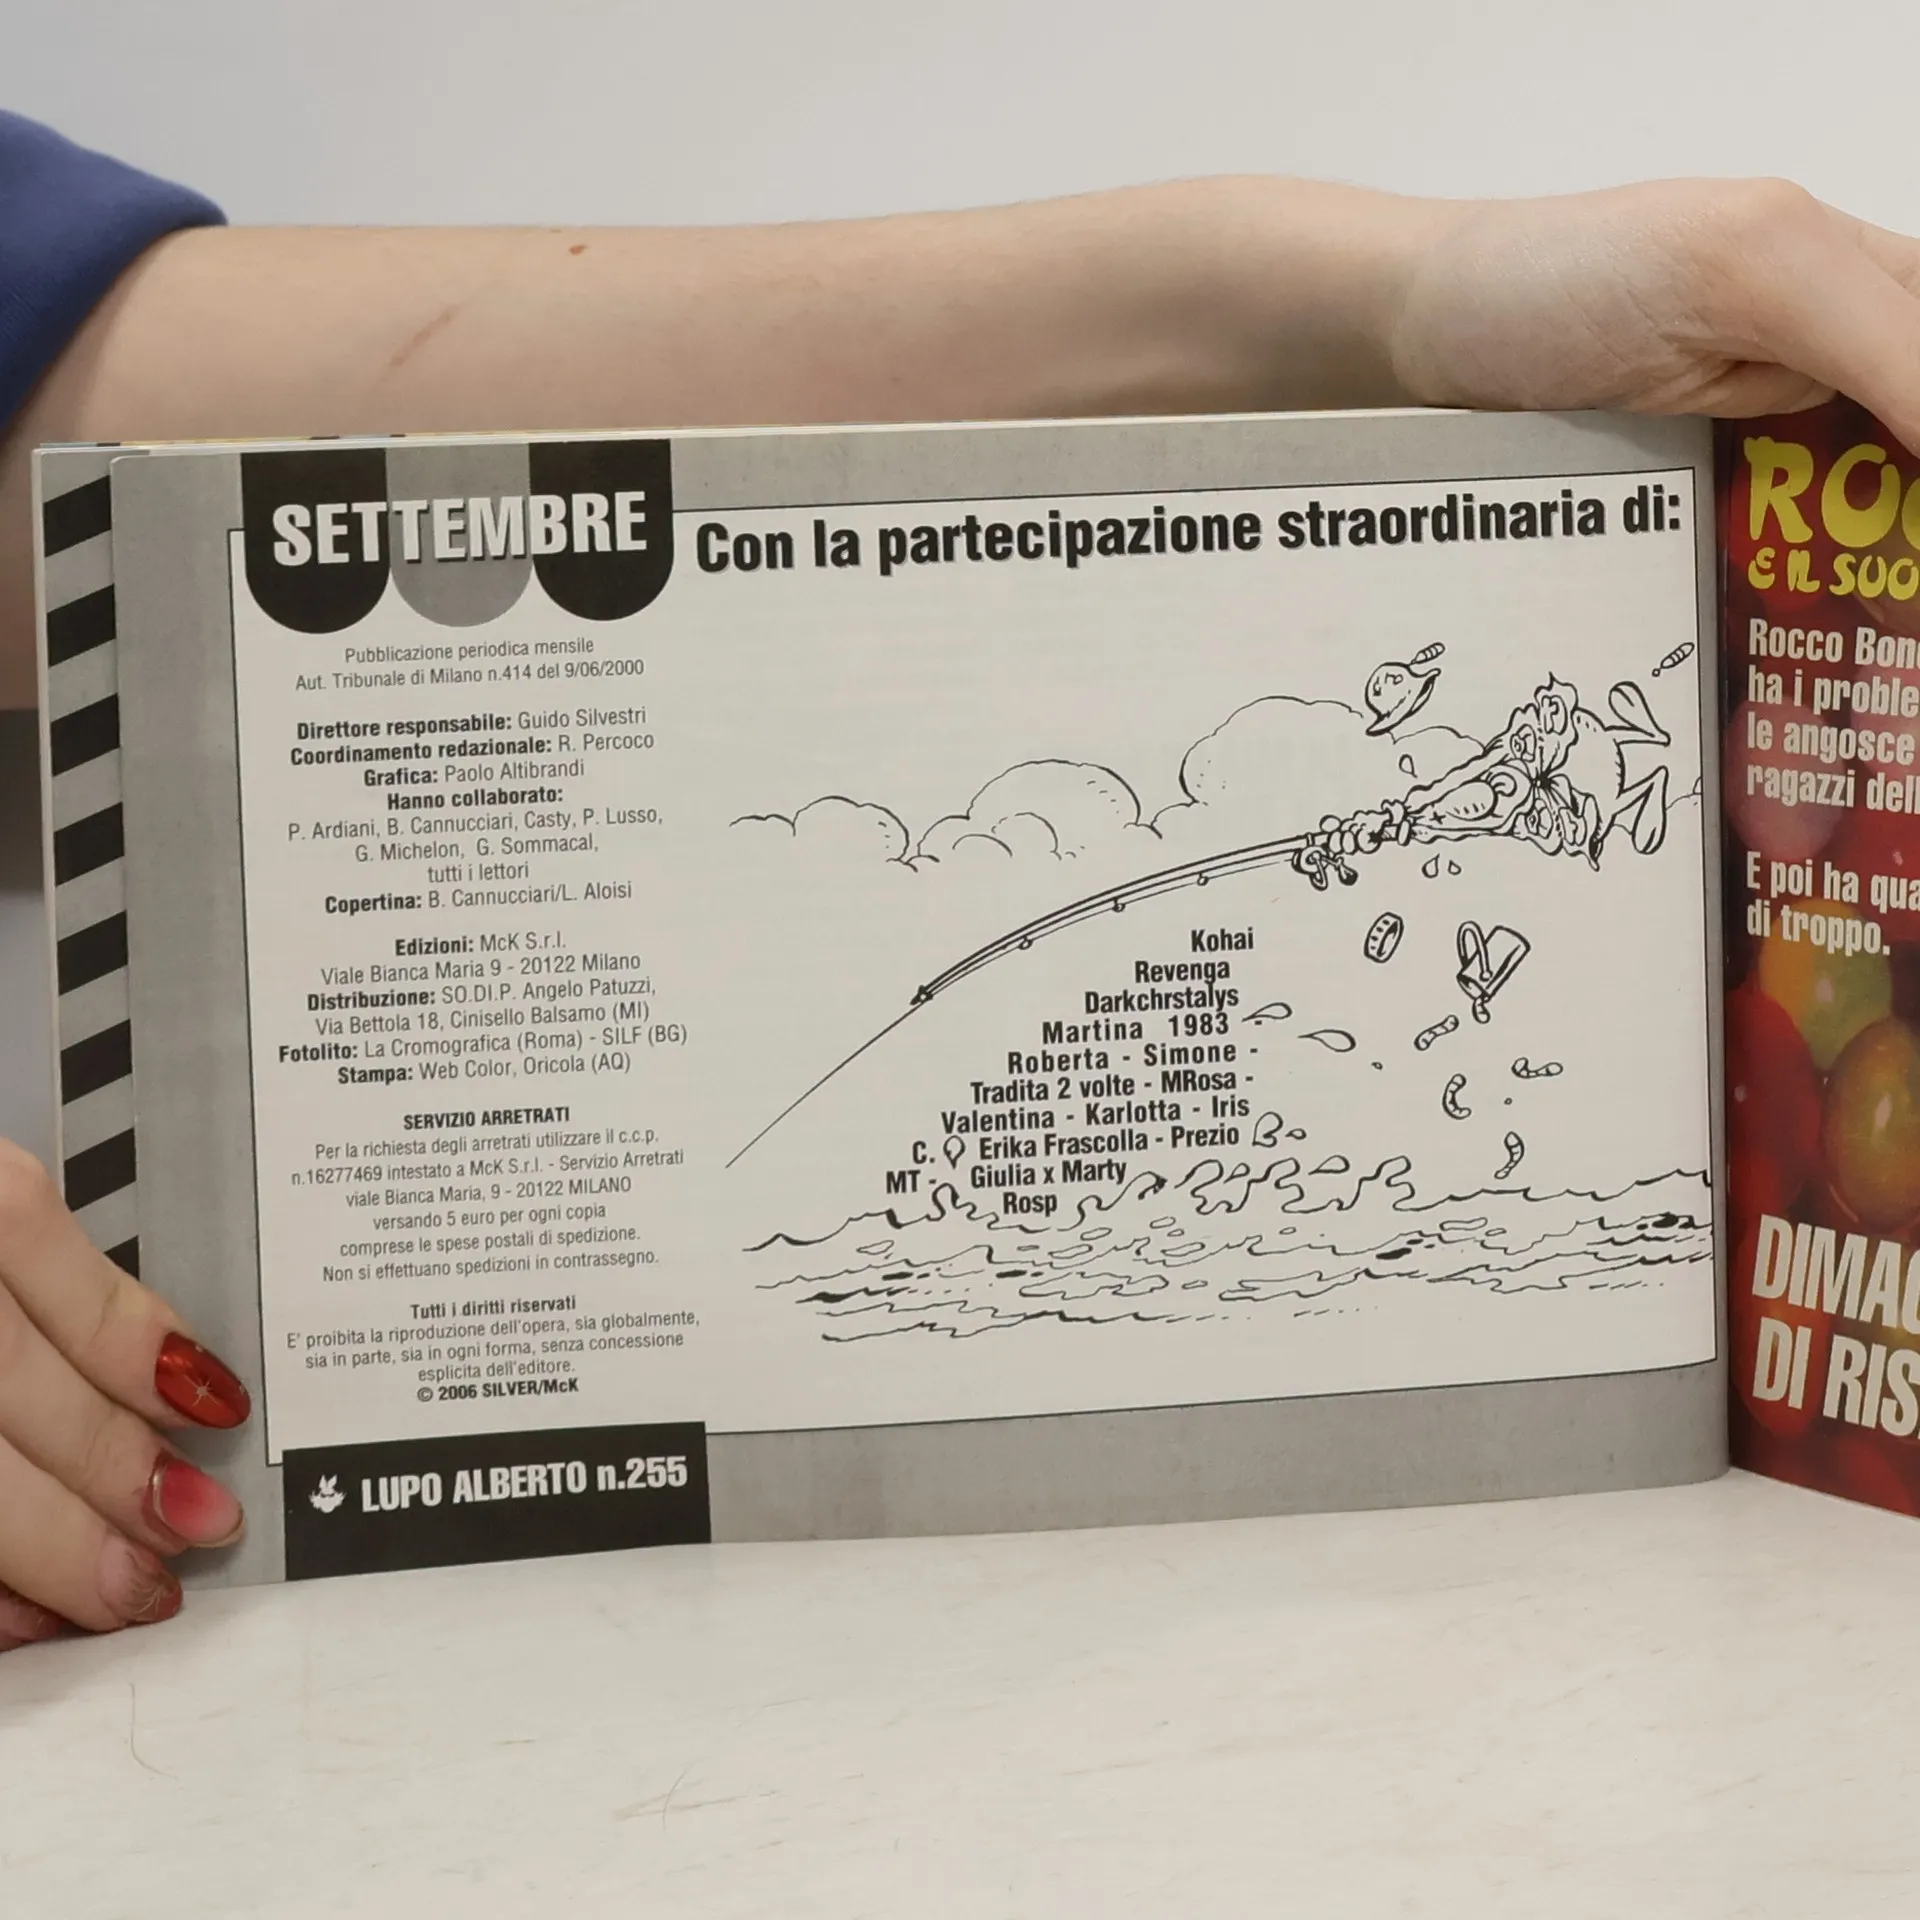 SETTEMBRE
Con la partecipazione straordinaria di:
Pubblicazione periodica mensile
Aut. Tribunale di Milano n.414 del 9/06/2000
Direttore responsabile: Guido Silvestri
Coordinamento redazionale: R. Percoco
Grafica: Paolo Altibrandi
Hanno collaborato:
P. Ardiani, B. Cannucciari, Casty, P. Lusso,
G. Michelon, G. Sommacal,
tutti i lettori
Copertina: B. Cannucciari/L. Aloisi
Edizioni: McK S.r.l.
Viale Bianca Maria 9 - 20122 Milano
Distribuzione: SO.DI.P. Angelo Patuzzi,
Via Bettola 18, Cinisello Balsamo (MI)
Fotolito: La Cromografica (Roma) - SILF (BG)
Stampa: Web Color, Oricola (AQ)
SERVIZIO ARRETRATI
Per la richiesta degli arretrati utilizzare il c.c.p.
n.16277469 intestato a McK S.r.l. - Servizio Arretrati
viale Bianca Maria, 9 - 20122 MILANO
versando 5 euro per ogni copia
comprese le spese postali di spedizione.
Non si effettuano spedizioni in contrassegno.
Tutti i diritti riservati
E' proibita la riproduzione dell'opera, sia globalmente,
sia in parte, sia in ogni forma, senza concessione
esplicita dell'editore.
© 2006 SILVER/McK
LUPO ALBERTO n.255
Kohai
Revenga
Darkchrstalys
Martina 1983
Roberta - Simone -
Tradita 2 volte - MRosa -
Valentina - Karlotta - Iris
C. Erika Frascolla - Prezio
MT - Giulia x Marty
Rosp
E IL SUO
Rocco
ha i
le angosce
ragazzi
E poi ha
di troppo.
DI